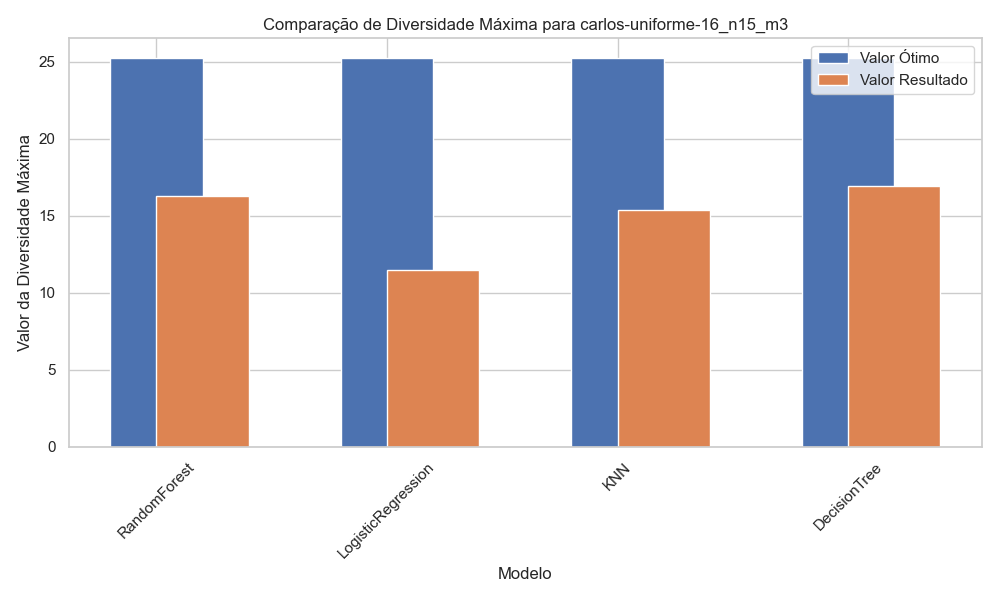 Comparação de Diversidade Máxima para carlos-uniforme-16_n15_m3
Valor Ótimo
Valor Resultado
Valor da Diversidade Máxima
25
20
15
10
5
0
RandomForest
LogisticRegression
KNN
DecisionTree
Modelo